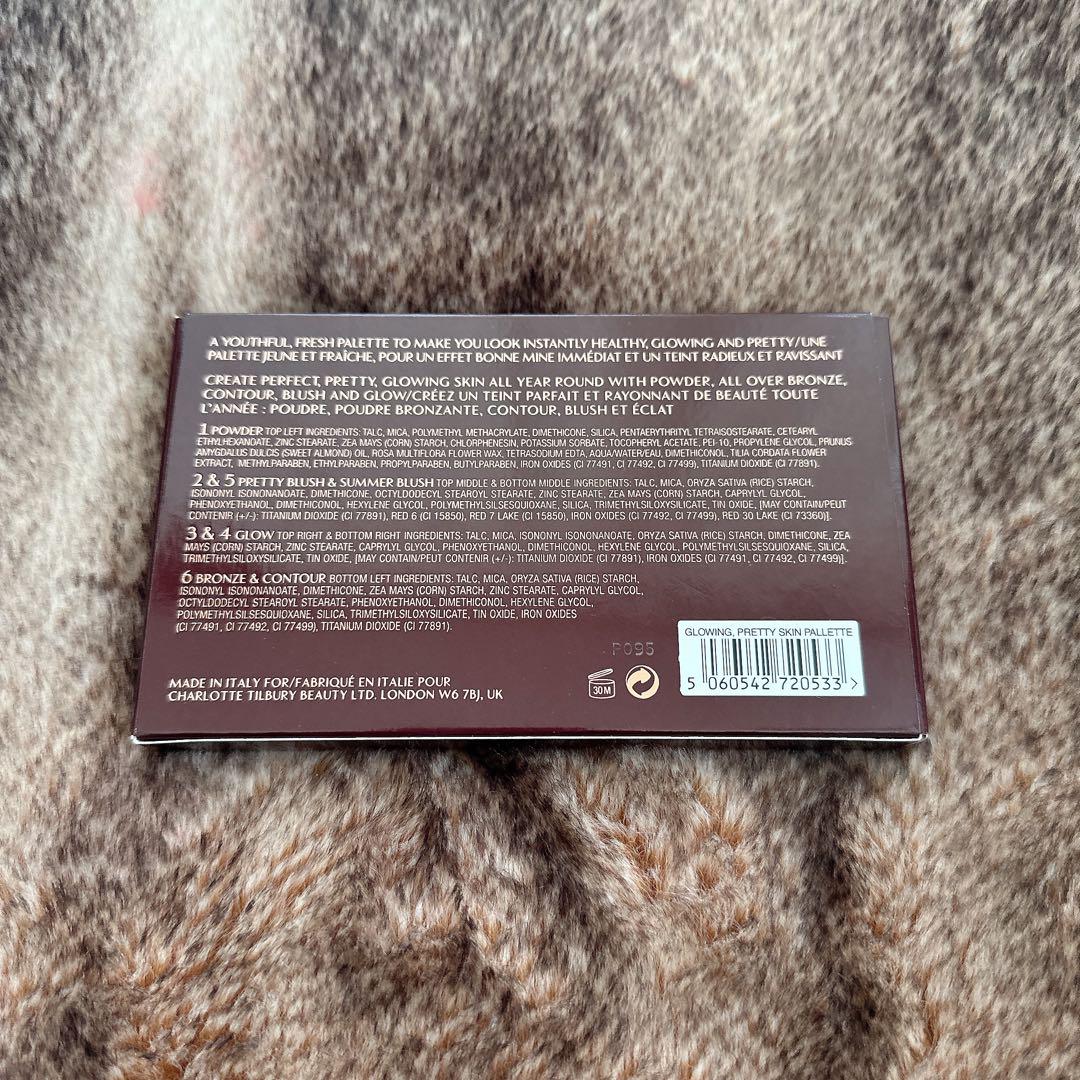 A YOUTHFUL, FRESH PALETTE TO MAKE YOU LOOK INSTANTLY HEALTHY, GLOWING AND PRETTY/UNE
PALETTE JEUNE ET FRAÎCHE, POUR UN EFFET BONNE MINE IMMÉDIAT ET UN TEINT RADIEUX ET RAVISSANT
CREATE PERFECT, PRETTY, GLOWING SKIN ALL YEAR ROUND WITH POWDER, ALL OVER BRONZE,
CONTOUR, BLUSH AND GLOW/CRÉEZ UN TEINT PARFAIT ET RAYONNANT DE BEAUTÉ TOUTE
L'ANNÉE : POUDRE, POUDRE BRONZANTE, CONTOUR, BLUSH ET ÉCLAT
1 POWDER TOP LEFT INGREDIENTS: TALC, MICA, POLYMETHYL METHACRYLATE, DIMETHICONE, SILICA, PENTAERYTHRITYL TETRAISOSTEARATE, CETEARYL
ETHYLHEXANOATE, ZINC STEARATE, ZEA MAYS (CORN) STARCH, CHLORPHENESIN, POTASSIUM SORBATE, TOCOPHERYL ACETATE, PEI-10, PROPYLENE GLYCOL, PRUNUS
AMYGDALUS DULCIS (SWEET ALMOND) OIL, ROSA MULTIFLORA FLOWER WAX, TETRASODIUM EDTA, AQUA/WATER/EAU, DIMETHICONOL, TILIA CORDATA FLOWER
EXTRACT, METHYLPARABEN, ETHYLPARABEN, PROPYLPARABEN, BUTYLPARABEN, IRON OXIDES (CI 77491, CI 77492, CI 77499), TITANIUM DIOXIDE (CI 77891).
2 & 5 PRETTY BLUSH & SUMMER BLUSH TOP MIDDLE & BOTTOM MIDDLE INGREDIENTS: TALC, MICA, ORYZA SATIVA (RICE) STARCH,
ISONONYL ISONONANOATE, DIMETHICONE, OCTYLDODECYL STEAROYL STEARATE, ZINC STEARATE, ZEA MAYS (CORN) STARCH, CAPRYLYL GLYCOL,
PHENOXYETHANOL, DIMETHICONOL, HEXYLENE GLYCOL, POLYMETHYLSILSESQUIOXANE, SILICA, TRIMETHYLSILOXYSILICATE, TIN OXIDE, [MAY CONTAIN/PEUT
CONTENIR (+/-): TITANIUM DIOXIDE (CI 77891), RED 6 (CI 15850), RED 7 LAKE (CI 15850), IRON OXIDES (CI 77492, CI 77499), RED 30 LAKE (CI 73360)].
3 & 4 GLOW TOP RIGHT & BOTTOM RIGHT INGREDIENTS: TALC, MICA, ISONONYL ISONONANOATE, ORYZA SATIVA (RICE) STARCH, DIMETHICONE, ZEA
MAYS (CORN) STARCH, ZINC STEARATE, CAPRYLYL GLYCOL, PHENOXYETHANOL, DIMETHICONOL, HEXYLENE GLYCOL, POLYMETHYLSILSESQUIOXANE, SILICA,
TRIMETHYLSILOXYSILICATE, TIN OXIDE, [MAY CONTAIN/PEUT CONTENIR (+/-): TITANIUM DIOXIDE (CI 77891), IRON OXIDES (CI 77491, CI 77492, CI 77499)].
6 BRONZE & CONTOUR BOTTOM LEFT INGREDIENTS: TALC, MICA, ORYZA SATIVA (RICE) STARCH,
ISONONYL ISONONANOATE, DIMETHICONE, ZEA MAYS (CORN) STARCH, ZINC STEARATE, CAPRYLYL GLYCOL,
OCTYLDODECYL STEAROYL STEARATE, PHENOXYETHANOL, DIMETHICONOL, HEXYLENE GLYCOL,
POLYMETHYLSILSESQUIOXANE, SILICA, TRIMETHYLSILOXYSILICATE, TIN OXIDE, IRON OXIDES
(CI 77491, CI 77492, CI 77499), TITANIUM DIOXIDE (CI 77891).
P095
GLOWING, PRETTY SKIN PALLETTE
5 060542 720533 >
30M
MADE IN ITALY FOR/FABRIQUÉ EN ITALIE POUR
CHARLOTTE TILBURY BEAUTY LTD. LONDON W6 7BJ, UK